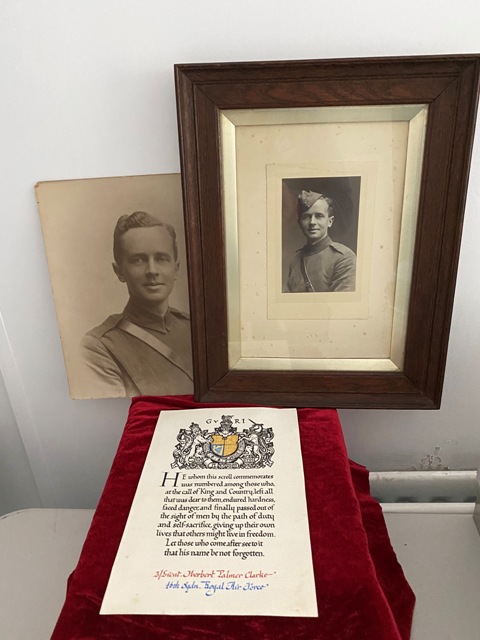 GVRI
He whom this scroll commemorates
was numbered among those who,
at the call of King and Country, left all
that was dear to them, endured hardness,
faced danger, and finally passed out of
the sight of men by the path of duty
and self-sacrifice, giving up their own
lives that others might live in freedom.
Let those who come after see to it
that his name be not forgotten.
2/Lieut. Herbert Palmer Clarke
Sqdn. Royal Air Force